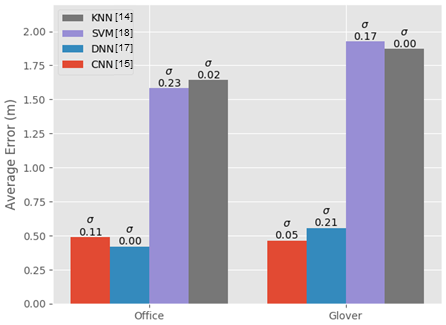 KNN [14]
SVM[18]
DNN[17]
CNN [15]
Average Error (m)
2.00
1.75
1.50
1.25
1.00
0.75
0.50
0.25
0.00
σ
0.11
σ
0.00
σ
0.23
σ
0.02
σ
0.05
σ
0.21
σ
0.17
σ
0.00
Office
Glover